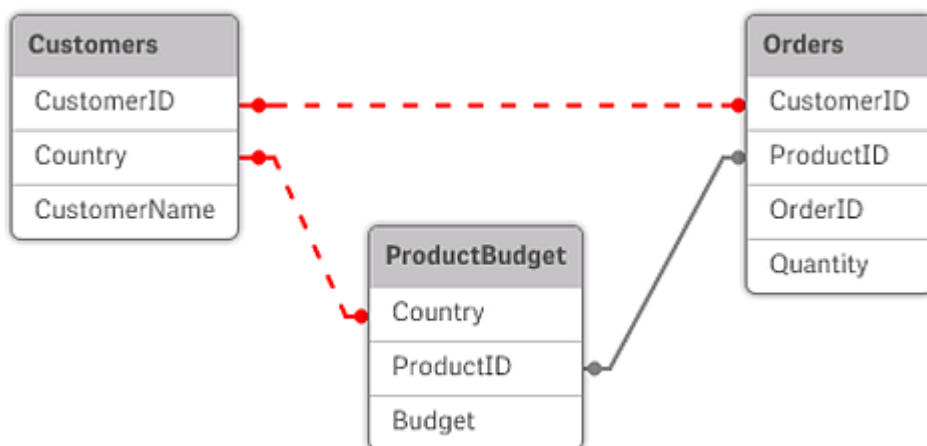 Customers
CustomerID
Country
CustomerName
Orders
CustomerID
ProductID
OrderID
Quantity
ProductBudget
Country
ProductID
Budget